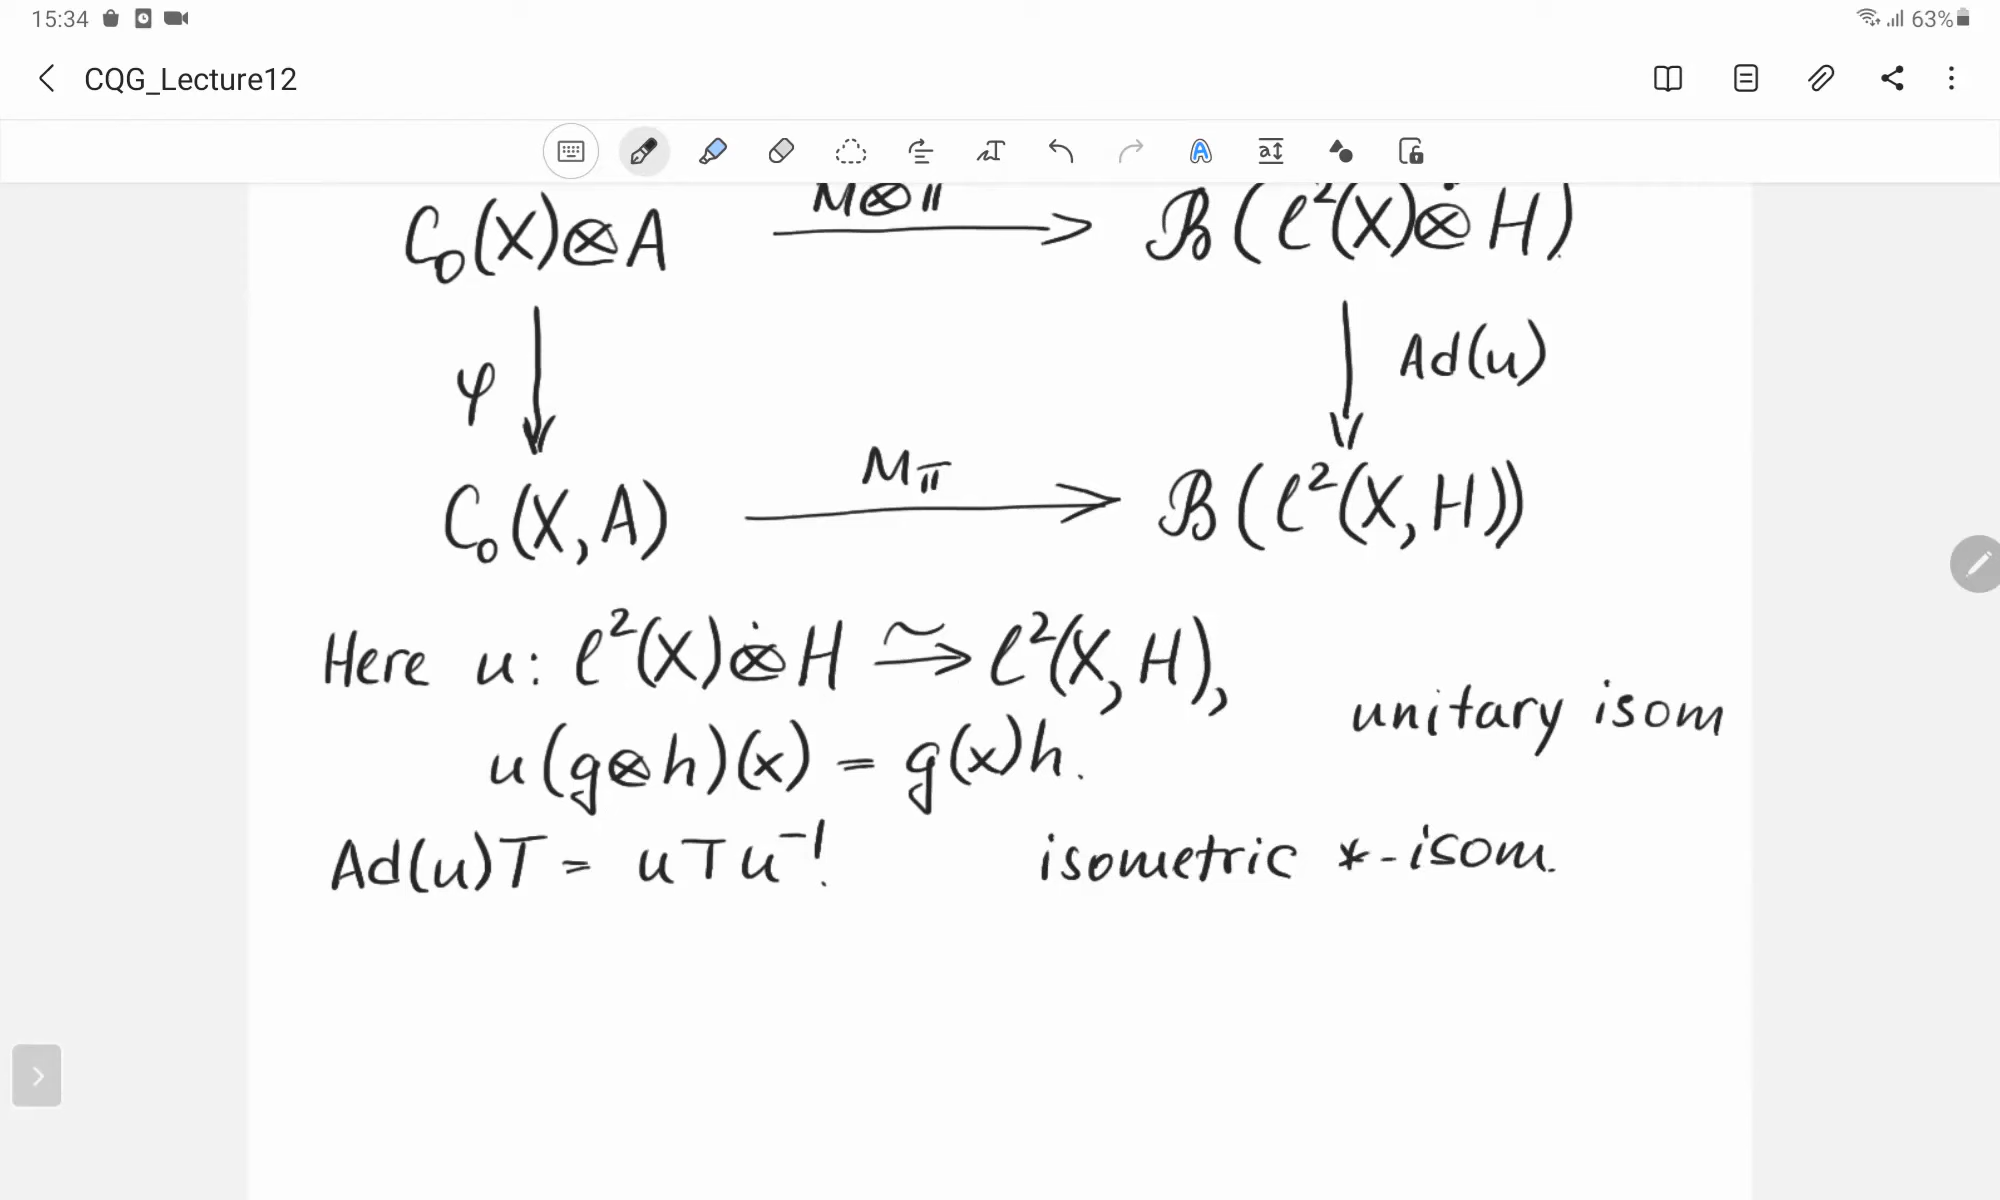 15:34 63%
CQG_Lecture12
M⊗π
C₀(X)⊗A ⟶ ℬ(ℓ²(X)⊗̇H)
φ ↓ ↓ Ad(u)
Mπ
C₀(X,A) ⟶ ℬ(ℓ²(X,H))
Here u: ℓ²(X)⊗̇H ⥲ ℓ²(X,H),
unitary isom
u(g⊗h)(x) = g(x)h.
Ad(u)T = uTu⁻¹. isometric *-isom.